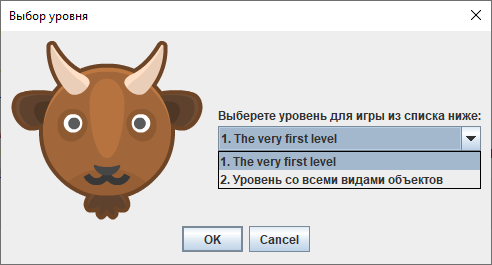 Выбор уровня
Выберете уровень для игры из списка ниже:
1. The very first level
1. The very first level
2. Уровень со всеми видами объектов
OK
Cancel